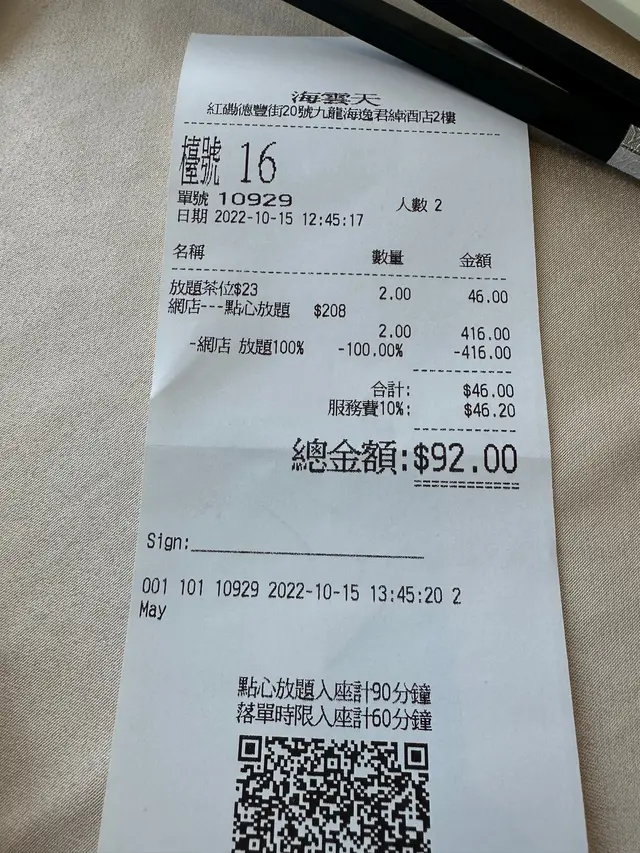 海雲天
紅磡德豐街20號九龍海逸君綽酒店2樓
檯號 16
單號 10929 人數 2
日期 2022-10-15 12:45:17
名稱 數量 金額
放題茶位$23 2.00 46.00
網店---點心放題 $208
2.00 416.00
-網店 放題100% -100.00% -416.00
合計: $46.00
服務費10%: $46.20
總金額:$92.00
Sign:
001 101 10929 2022-10-15 13:45:20 2
May
點心放題入座計90分鐘
落單時限入座計60分鐘